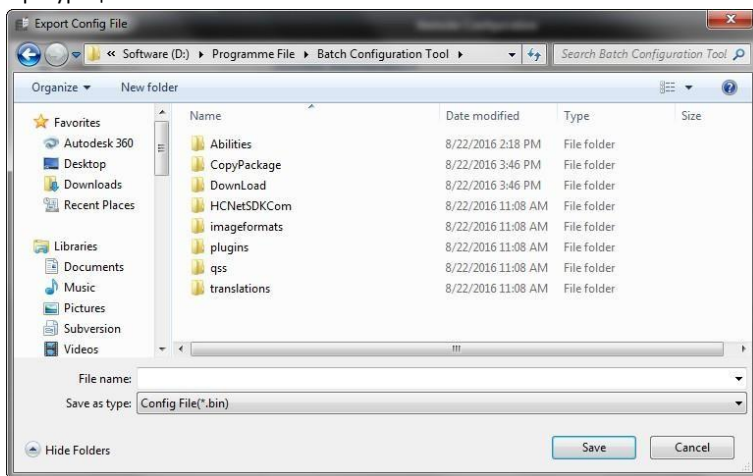 Export Config File
« Software (D:) ▸ Programme File ▸ Batch Configuration Tool ▸
Search Batch Configuration Tool
Organize ▾ New folder
Name Date modified Type Size
Favorites
Autodesk 360
Desktop
Downloads
Recent Places
Libraries
Documents
Music
Pictures
Subversion
Videos
Abilities 8/22/2016 2:18 PM File folder
CopyPackage 8/22/2016 3:46 PM File folder
DownLoad 8/22/2016 3:46 PM File folder
HCNetSDKCom 8/22/2016 11:08 AM File folder
imageformats 8/22/2016 11:08 AM File folder
plugins 8/22/2016 11:08 AM File folder
qss 8/22/2016 11:08 AM File folder
translations 8/22/2016 11:08 AM File folder
File name:
Save as type: Config File(*.bin)
Hide Folders
Save Cancel